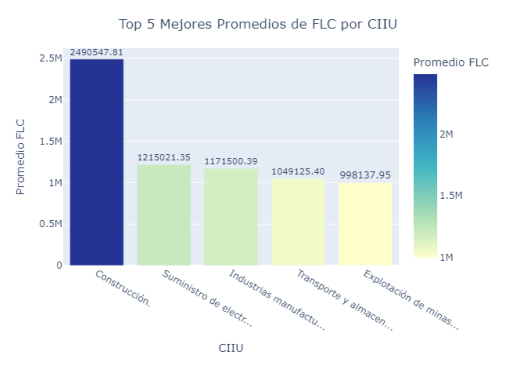 Top 5 Mejores Promedios de FLC por CIIU
Promedio FLC
2.5M
2M
1.5M
1M
0.5M
0
2490547.81
1215021.35
1171500.39
1049125.40
998137.95
Construcción.
Suministro de electr...
Industrias manufactu...
Transporte y almacen...
Explotación de minas...
CIIU
Promedio FLC
2M
1.5M
1M